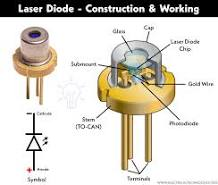 Laser Diode - Construction & Working
Glass
Cap
Laser Diode
Chip
Submount
Gold Wire
Stem
(TO-CAN)
Photodiode
Cathode
Anode
Symbol
Terminals